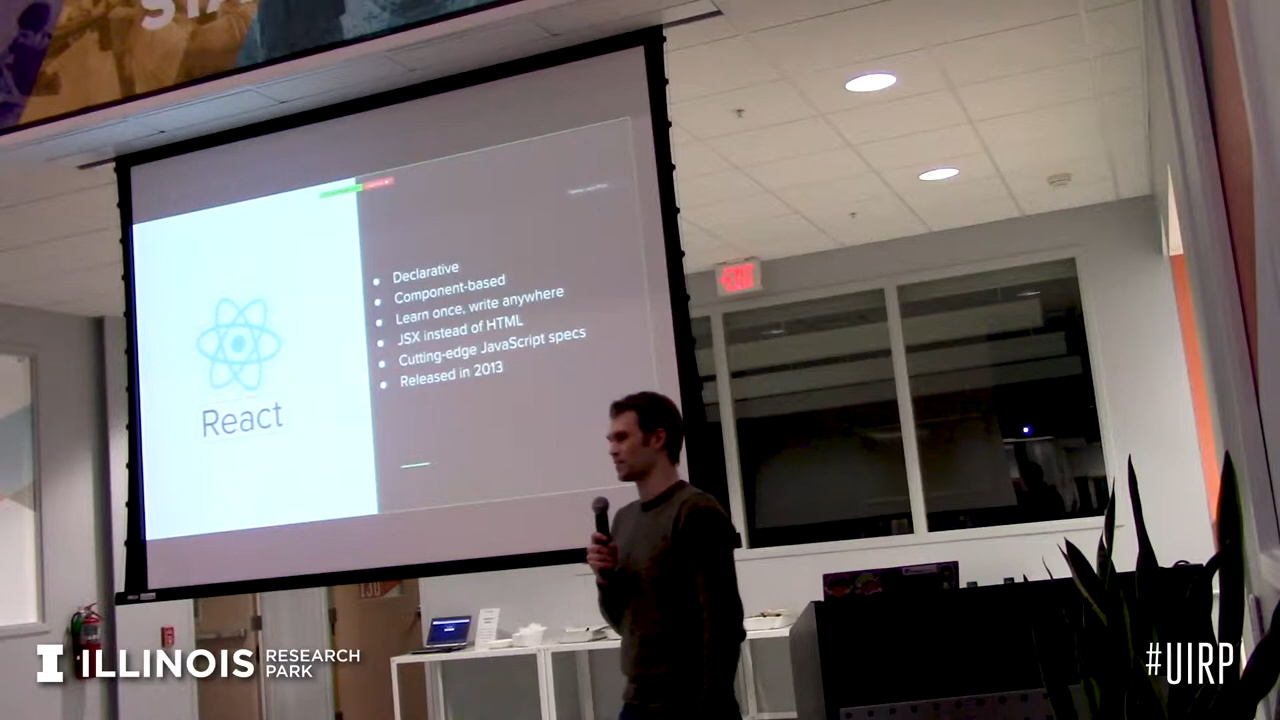 React
Declarative
Component-based
Learn once, write anywhere
JSX instead of HTML
Cutting-edge JavaScript specs
Released in 2013
EXIT
130
ILLINOIS RESEARCH PARK
#UIRP